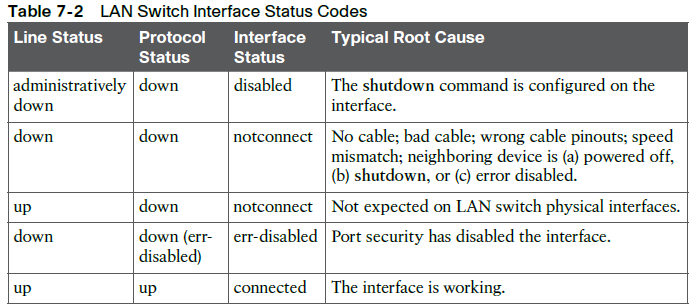 Table 7-2 LAN Switch Interface Status Codes
Line Status Protocol Status Interface Status Typical Root Cause
administratively down down disabled The shutdown command is configured on the interface.
down down notconnect No cable; bad cable; wrong cable pinouts; speed mismatch; neighboring device is (a) powered off, (b) shutdown, or (c) error disabled.
up down notconnect Not expected on LAN switch physical interfaces.
down down (err-disabled) err-disabled Port security has disabled the interface.
up up connected The interface is working.